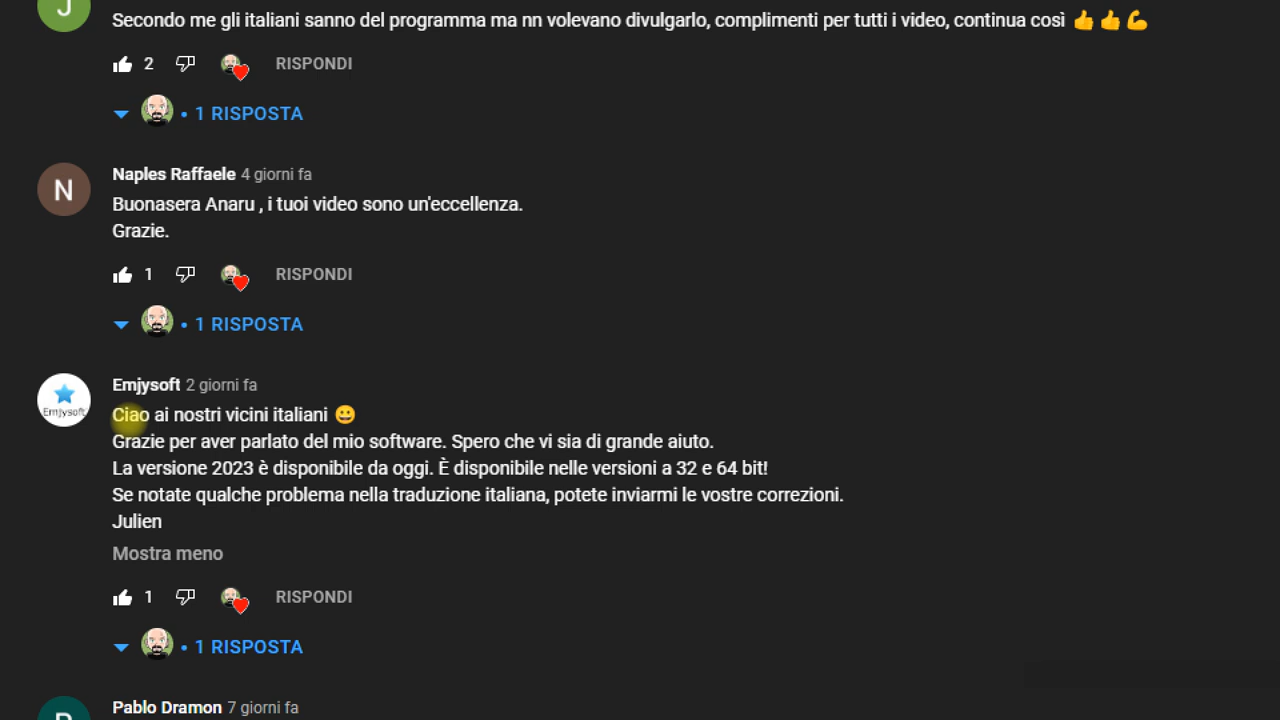 J
Secondo me gli italiani sanno del programma ma nn volevano divulgarlo, complimenti per tutti i video, continua così 👍👍💪
2 RISPONDI
• 1 RISPOSTA
N
Naples Raffaele 4 giorni fa
Buonasera Anaru , i tuoi video sono un'eccellenza.
Grazie.
1 RISPONDI
• 1 RISPOSTA
Emjysoft
Emjysoft 2 giorni fa
Ciao ai nostri vicini italiani 😀
Grazie per aver parlato del mio software. Spero che vi sia di grande aiuto.
La versione 2023 è disponibile da oggi. È disponibile nelle versioni a 32 e 64 bit!
Se notate qualche problema nella traduzione italiana, potete inviarmi le vostre correzioni.
Julien
Mostra meno
1 RISPONDI
• 1 RISPOSTA
Pablo Dramon 7 giorni fa